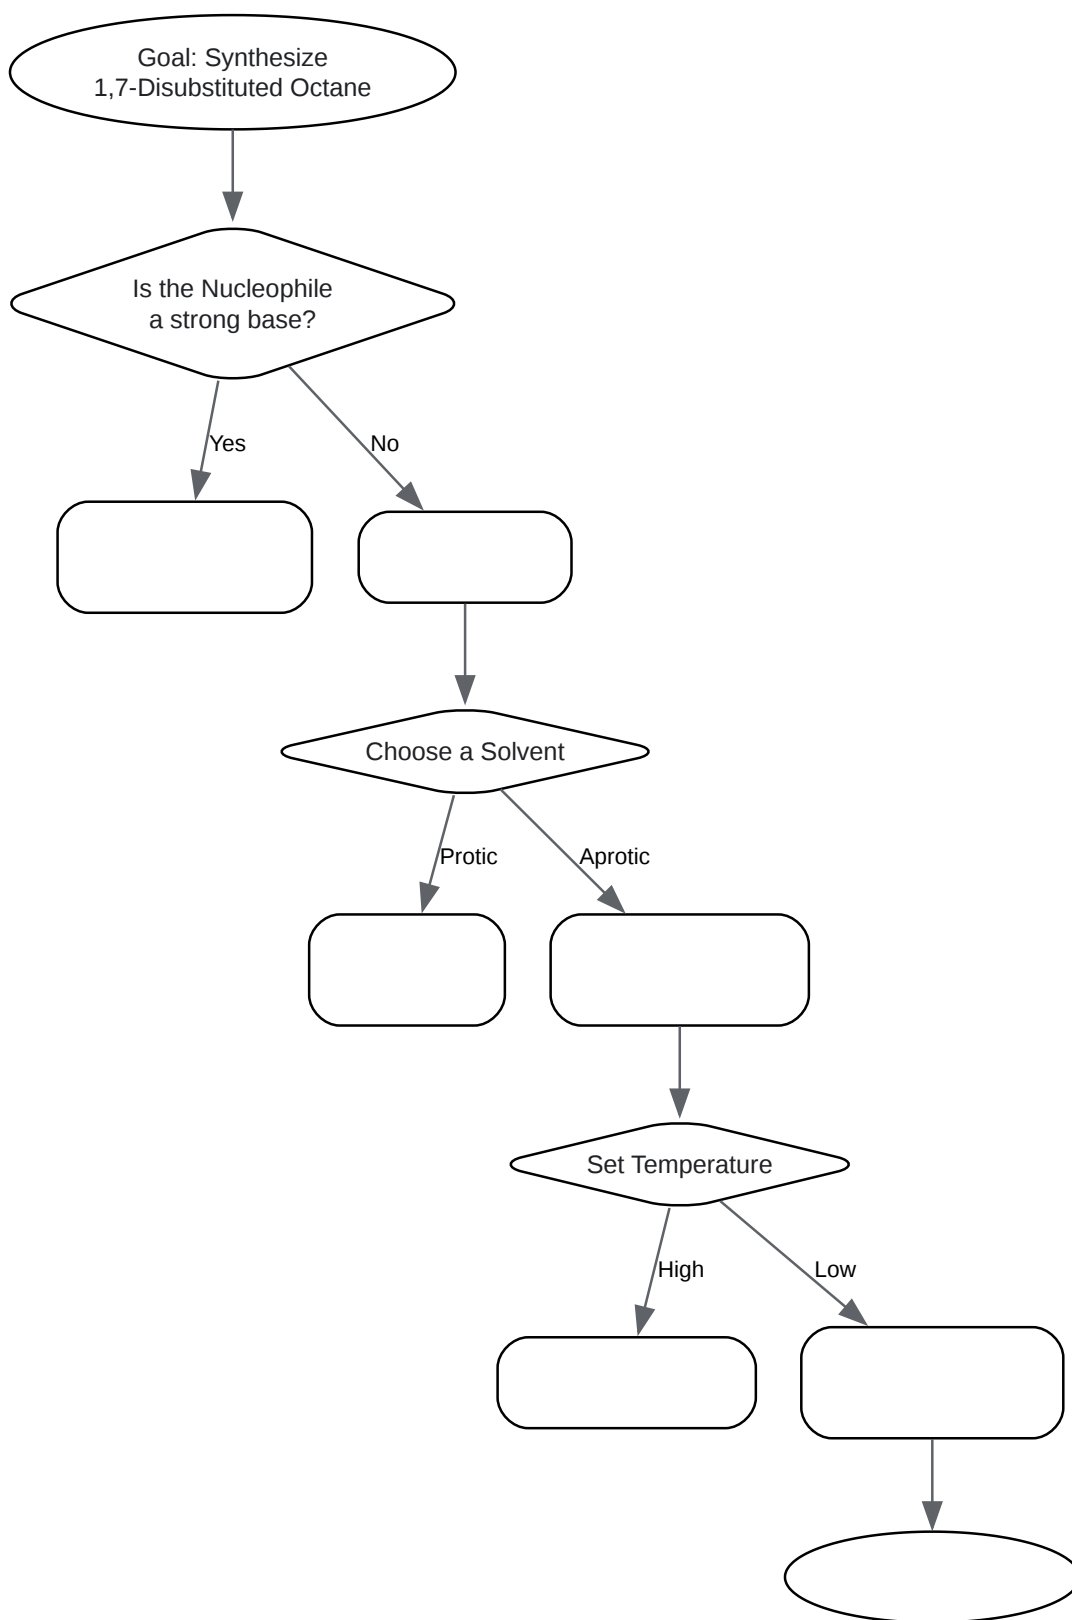 Goal: Synthesize
1,7-Disubstituted Octane
Is the Nucleophile
a strong base?
Yes
No
Choose a Solvent
Protic
Aprotic
Set Temperature
High
Low